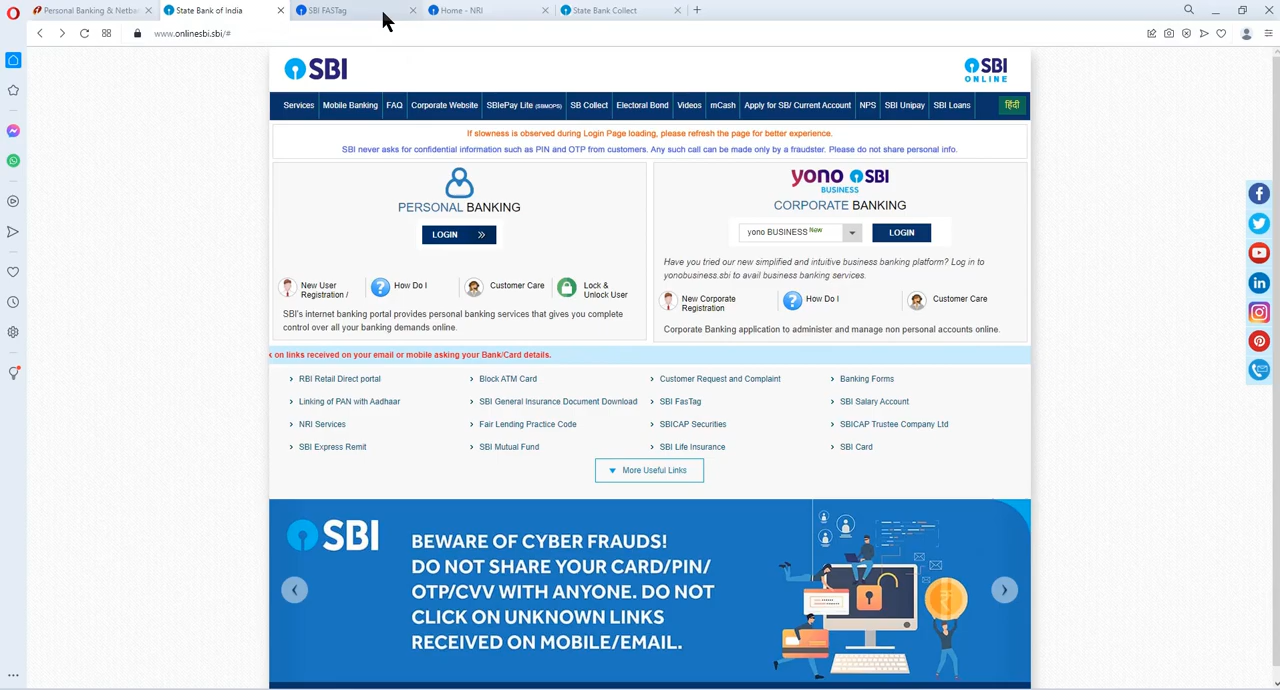 Personal Banking & Netba
State Bank of India
SBI FASTag
Home - NRI
State Bank Collect
www.onlinesbi.sbi/#
SBI
SBI
ONLINE
Services
Mobile Banking
FAQ
Corporate Website
SBIePay Lite (SBMOPS)
SB Collect
Electoral Bond
Videos
mCash
Apply for SB/ Current Account
NPS
SBI Unipay
SBI Loans
हिंदी
If slowness is observed during Login Page loading, please refresh the page for better experience.
SBI never asks for confidential information such as PIN and OTP from customers. Any such call can be made only by a fraudster. Please do not share personal info.
PERSONAL BANKING
LOGIN
New User
Registration /
How Do I
Customer Care
Lock &
Unlock User
SBI's internet banking portal provides personal banking services that gives you complete
control over all your banking demands online.
yono SBI
BUSINESS
CORPORATE BANKING
yono BUSINESS New
LOGIN
Have you tried our new simplified and intuitive business banking platform? Log in to
yonobusiness.sbi to avail business banking services.
New Corporate
Registration
How Do I
Customer Care
Corporate Banking application to administer and manage non personal accounts online.
on links received on your email or mobile asking your Bank/Card details.
RBI Retail Direct portal
Block ATM Card
Customer Request and Complaint
Banking Forms
Linking of PAN with Aadhaar
SBI General Insurance Document Download
SBI FasTag
SBI Salary Account
NRI Services
Fair Lending Practice Code
SBICAP Securities
SBICAP Trustee Company Ltd
SBI Express Remit
SBI Mutual Fund
SBI Life Insurance
SBI Card
More Useful Links
SBI
BEWARE OF CYBER FRAUDS!
DO NOT SHARE YOUR CARD/PIN/
OTP/CVV WITH ANYONE. DO NOT
CLICK ON UNKNOWN LINKS
RECEIVED ON MOBILE/EMAIL.